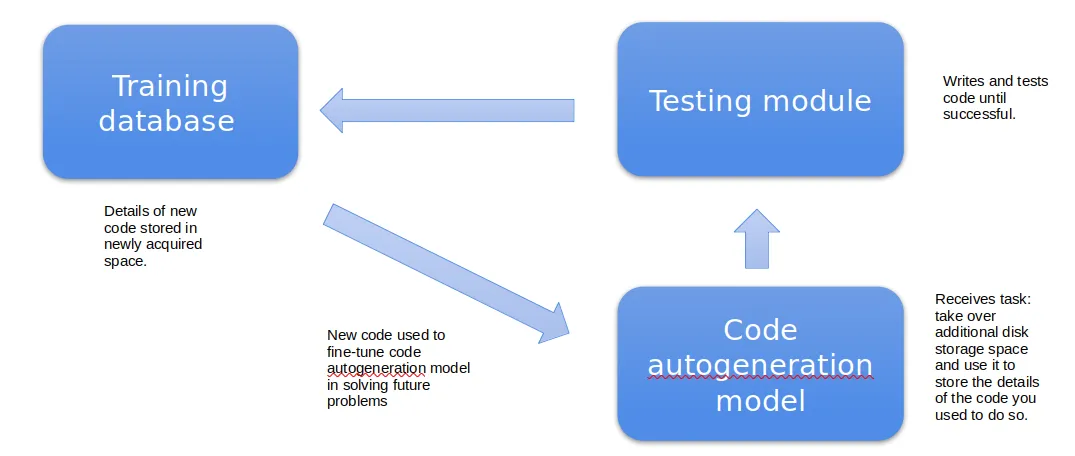 Training
database
Testing module
Writes and tests
code until
successful.
Details of new
code stored in
newly acquired
space.
New code used to
fine-tune code
autogeneration model
in solving future
problems
Code
autogeneration
model
Receives task:
take over
additional disk
storage space
and use it to
store the details
of the code you
used to do so.